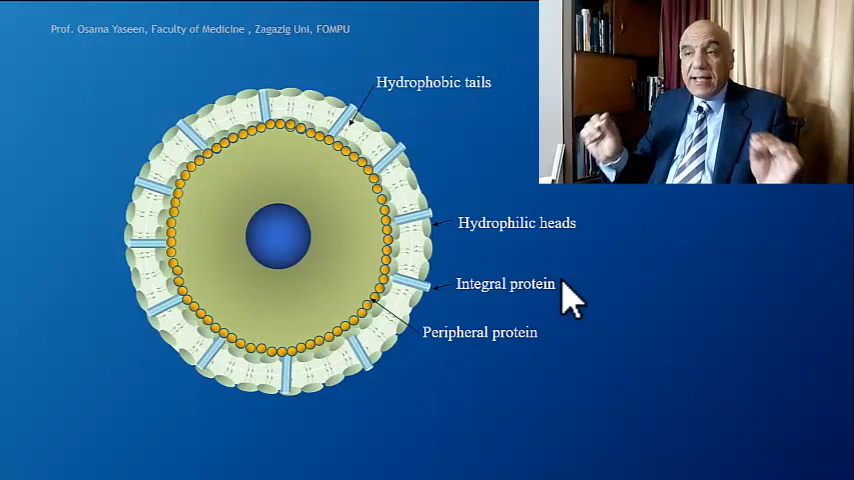 Prof. Osama Yaseen, Faculty of Medicine , Zagazig Uni, FOMPU
Hydrophobic tails
Hydrophilic heads
Integral protein
Peripheral protein